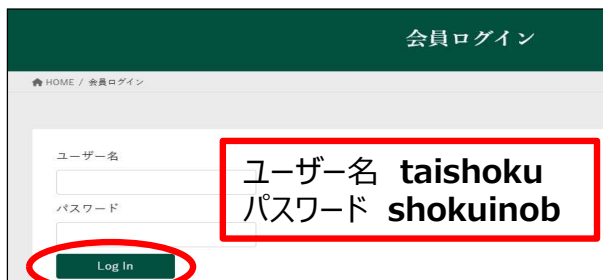 会員ログイン
HOME / 会員ログイン
ユーザー名
パスワード
Log In
ユーザー名 taishoku
パスワード shokuinob